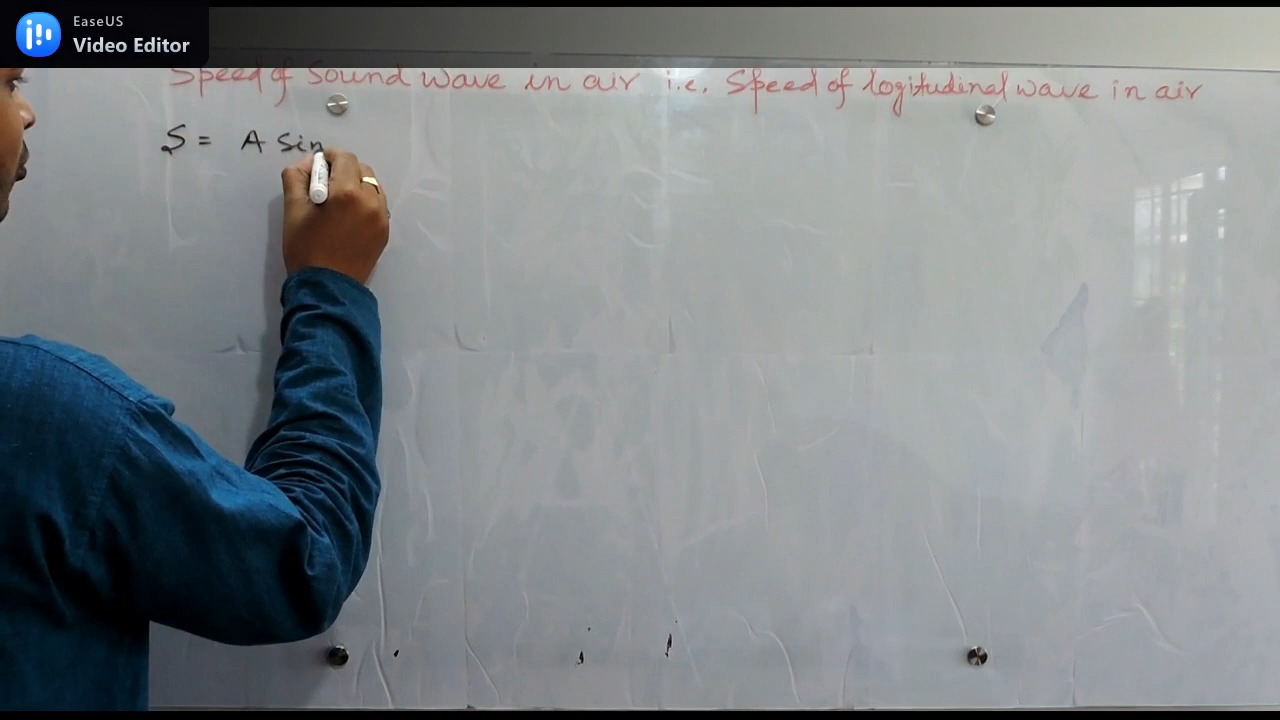 EaseUS
Video Editor
Speed of Sound wave in air i.e. Speed of logitudinal wave in air
S = A Sin